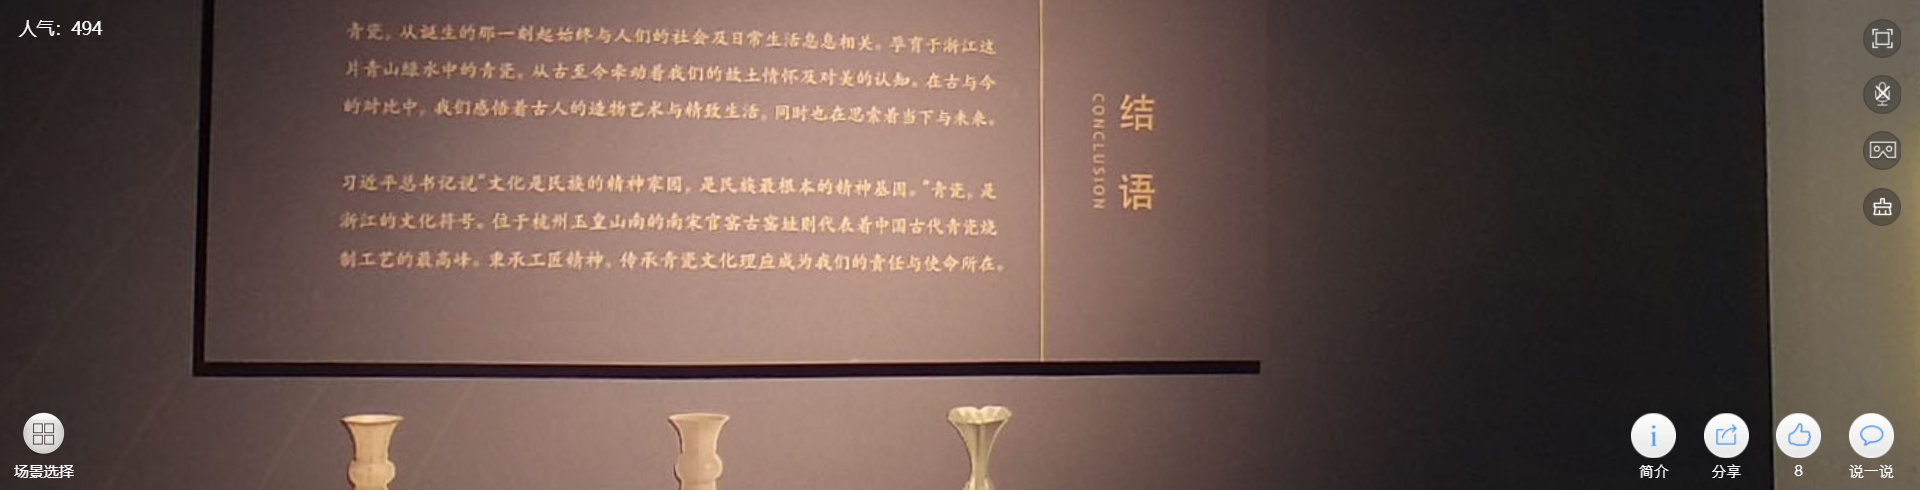 人气：494
结语
CONCLUSION
青瓷，从诞生的那一刻起始终与人们的社会及日常生活息息相关。孕育于浙江这
片青山绿水中的青瓷，从古至今牵动着我们的故土情怀及对美的认知。在古与今
的对比中，我们感悟着古人的造物艺术与精致生活，同时也在思索着当下与未来。
习近平总书记说“文化是民族的精神家园，是民族最根本的精神基因。”青瓷，是
浙江的文化符号。位于杭州玉皇山南的南宋官窑古窑址则代表着中国古代青瓷烧
制工艺的最高峰。秉承工匠精神，传承青瓷文化理应成为我们的责任与使命所在。
场景选择
简介
分享
8
说一说